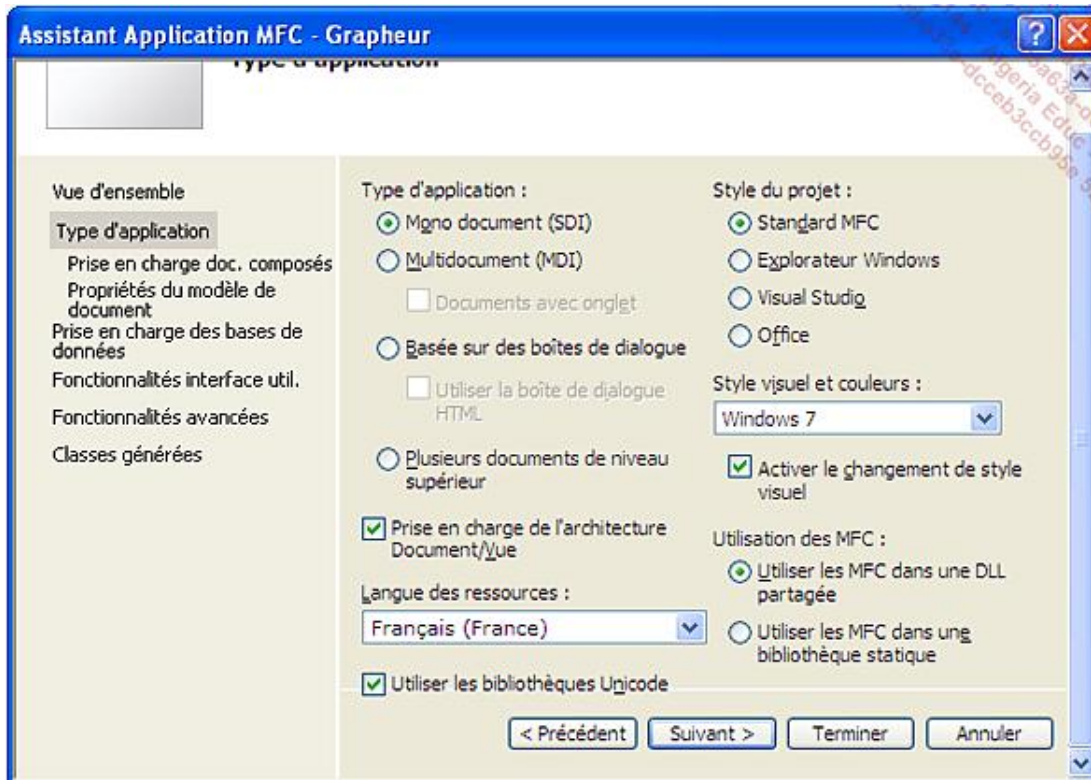 Assistant Application MFC - Grapheur
Type d'application
Vue d'ensemble
Type d'application
Prise en charge doc. composés
Propriétés du modèle de
document
Prise en charge des bases de
données
Fonctionnalités interface util.
Fonctionnalités avancées
Classes générées
Type d'application :
Mono document (SDI)
Multidocument (MDI)
Documents avec onglet
Basée sur des boîtes de dialogue
Utiliser la boîte de dialogue
HTML
Plusieurs documents de niveau
supérieur
Prise en charge de l'architecture
Document/Vue
Langue des ressources :
Français (France)
Utiliser les bibliothèques Unicode
Style du projet :
Standard MFC
Explorateur Windows
Visual Studio
Office
Style visuel et couleurs :
Windows 7
Activer le changement de style
visuel
Utilisation des MFC :
Utiliser les MFC dans une DLL
partagée
Utiliser les MFC dans une
bibliothèque statique
< Précédent
Suivant >
Terminer
Annuler
Algeria Educ